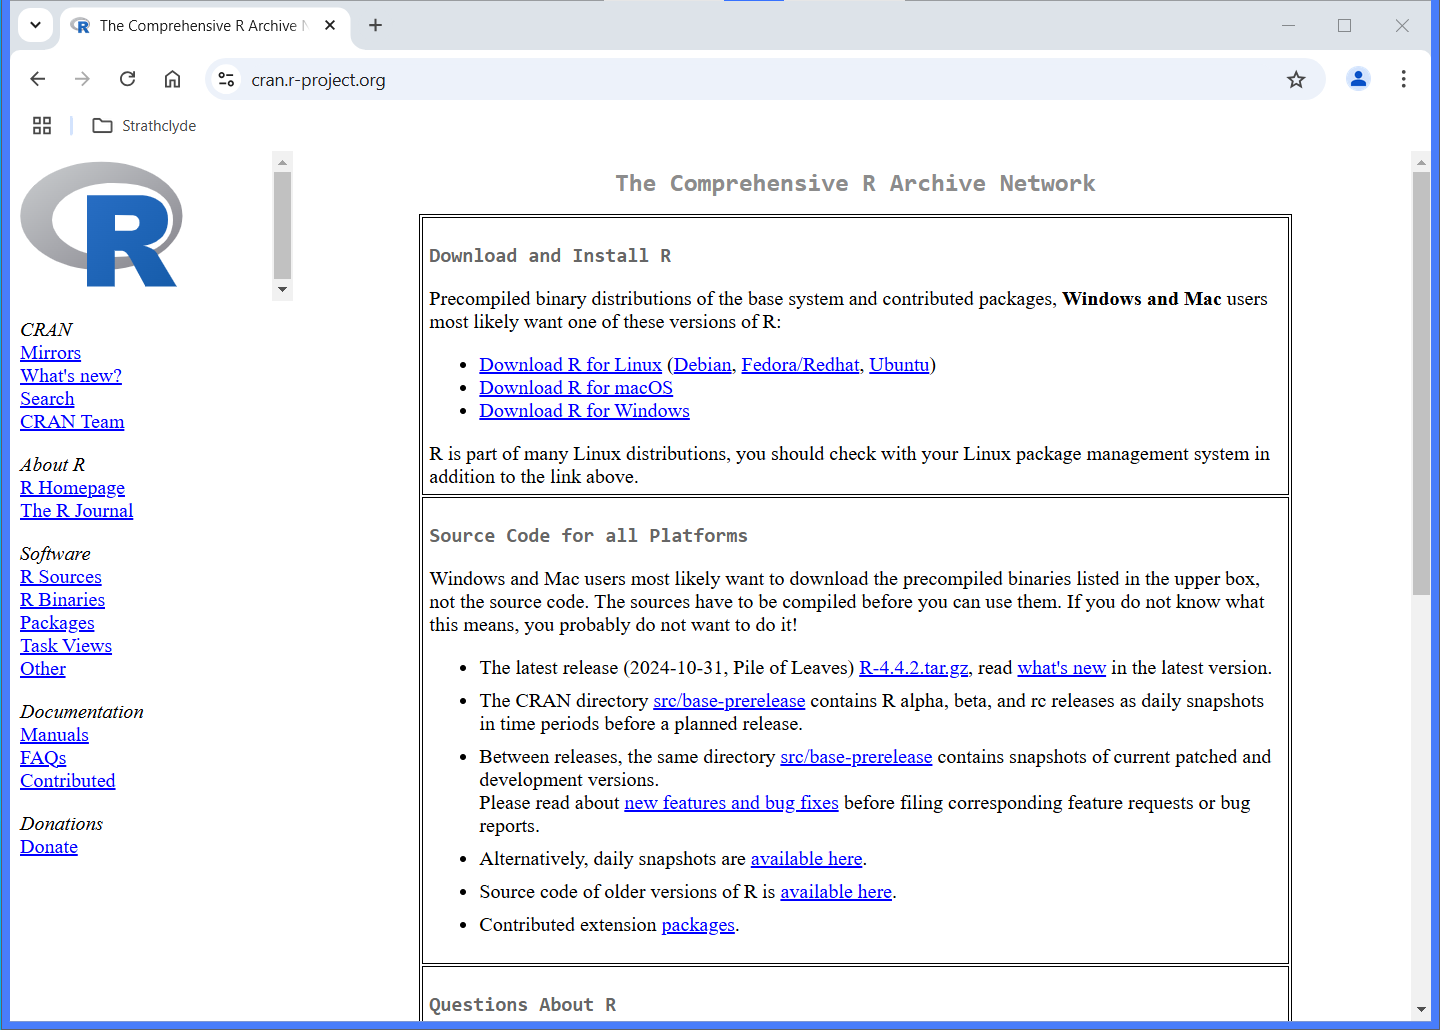 The Comprehensive R Archive
cran.r-project.org
Strathclyde
R
CRAN
Mirrors
What's new?
Search
CRAN Team
About R
R Homepage
The R Journal
Software
R Sources
R Binaries
Packages
Task Views
Other
Documentation
Manuals
FAQs
Contributed
Donations
Donate
The Comprehensive R Archive Network
Download and Install R
Precompiled binary distributions of the base system and contributed packages, Windows and Mac users
most likely want one of these versions of R:
• Download R for Linux (Debian, Fedora/Redhat, Ubuntu)
• Download R for macOS
• Download R for Windows
R is part of many Linux distributions, you should check with your Linux package management system in
addition to the link above.
Source Code for all Platforms
Windows and Mac users most likely want to download the precompiled binaries listed in the upper box,
not the source code. The sources have to be compiled before you can use them. If you do not know what
this means, you probably do not want to do it!
• The latest release (2024-10-31, Pile of Leaves) R-4.4.2.tar.gz, read what's new in the latest version.
• The CRAN directory src/base-prerelease contains R alpha, beta, and rc releases as daily snapshots
in time periods before a planned release.
• Between releases, the same directory src/base-prerelease contains snapshots of current patched and
development versions.
Please read about new features and bug fixes before filing corresponding feature requests or bug
reports.
• Alternatively, daily snapshots are available here.
• Source code of older versions of R is available here.
• Contributed extension packages.
Questions About R